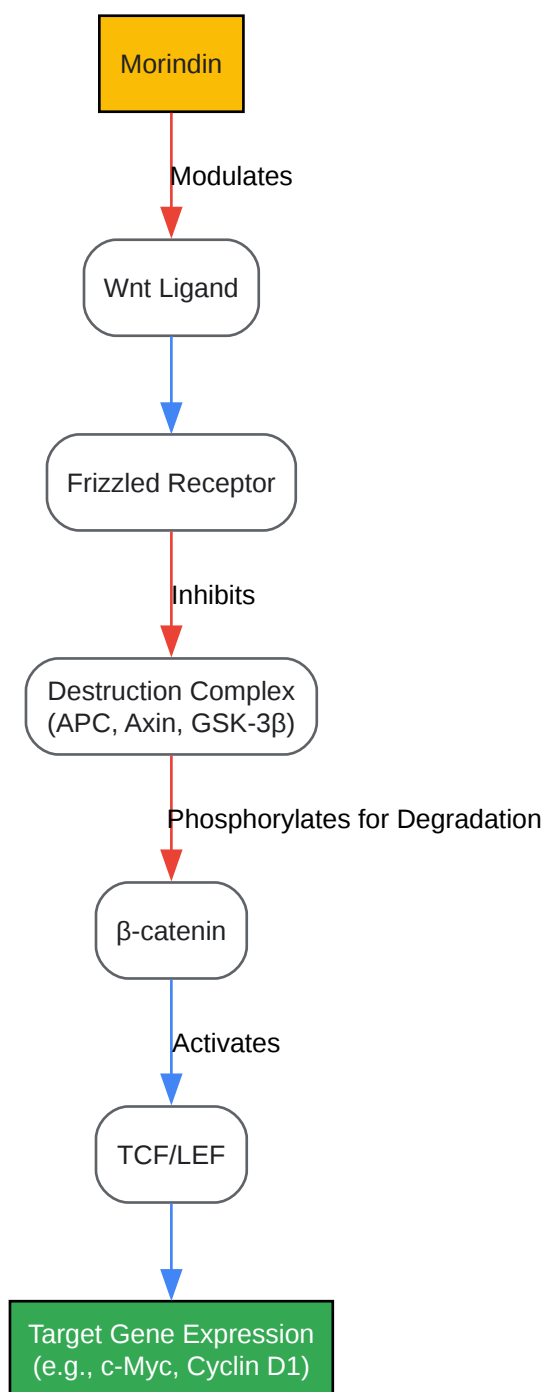 Morindin
Modulates
Wnt Ligand
Frizzled Receptor
Inhibits
Destruction Complex
(APC, Axin, GSK-3β)
Phosphorylates for Degradation
β-catenin
Activates
TCF/LEF
Target Gene Expression
(e.g., c-Myc, Cyclin D1)